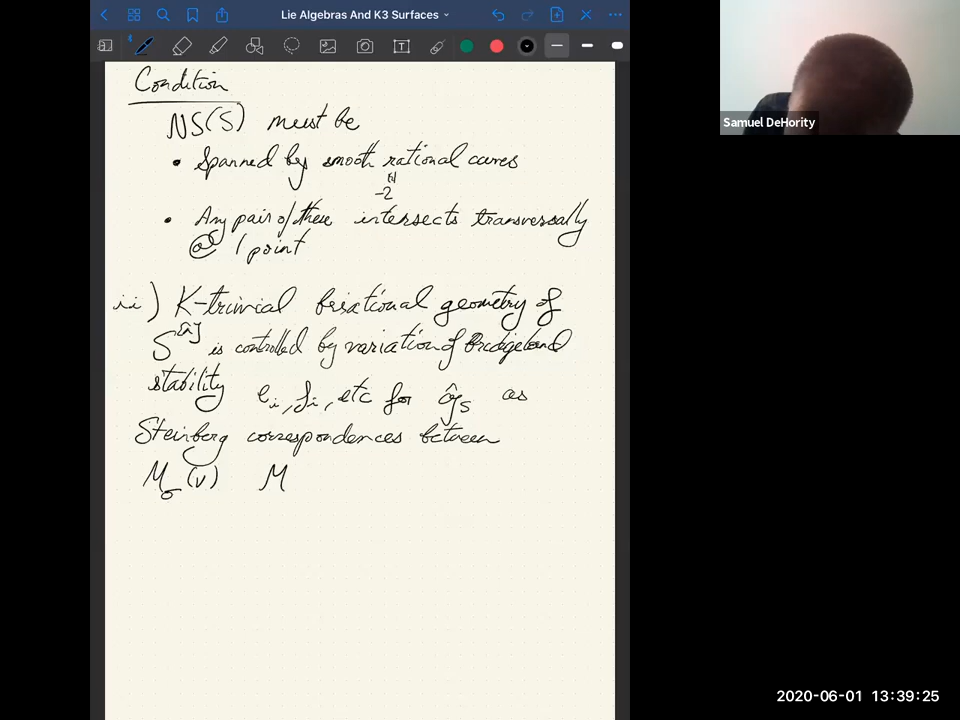 Lie Algebras And K3 Surfaces
Samuel DeHority
Condition
NS(S) must be
• Spanned by smooth rational curves
-2
• Any pair of these intersects transversally
@ 1 point
ii) K-trivial birational geometry of
S^[n] is controlled by variation of Bridgeland
stability e_i, f_i, etc for ĝ_S as
Steinberg correspondences between
M_σ(v) M
2020-06-01 13:39:25